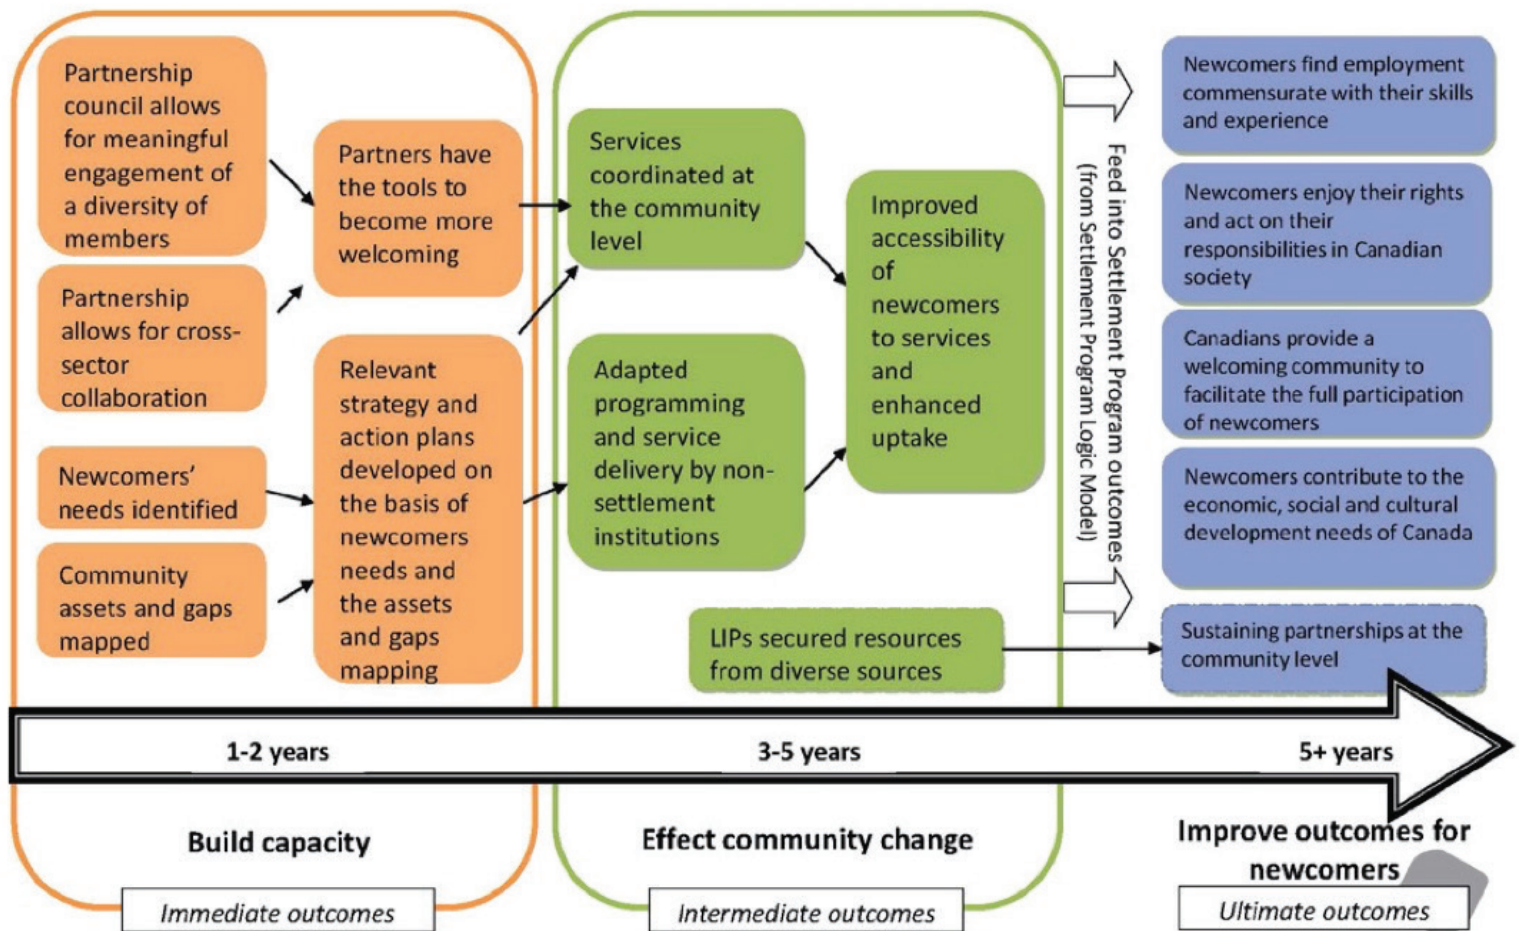 Partnership
council allows
for meaningful
engagement of
a diversity of
members
Partnership
allows for cross-
sector
collaboration
Newcomers'
needs identified
Community
assets and gaps
mapped
Partners have
the tools to
become more
welcoming
Relevant
strategy and
action plans
developed on
the basis of
newcomers
needs and
the assets
and gaps
mapping
Services
coordinated at
the community
level
Adapted
programming
and service
delivery by non-
settlement
institutions
Improved
accessibility
of
newcomers
to services
and
enhanced
uptake
LIPs secured resources
from diverse sources
Feed into Settlement Program outcomes
(from Settlement Program Logic Model)
Newcomers find employment
commensurate with their skills
and experience
Newcomers enjoy their rights
and act on their
responsibilities in Canadian
society
Canadians provide a
welcoming community to
facilitate the full participation
of newcomers
Newcomers contribute to the
economic, social and cultural
development needs of Canada
Sustaining partnerships at the
community level
1-2 years
3-5 years
5+ years
Build capacity
Effect community change
Improve outcomes for
newcomers
Immediate outcomes
Intermediate outcomes
Ultimate outcomes